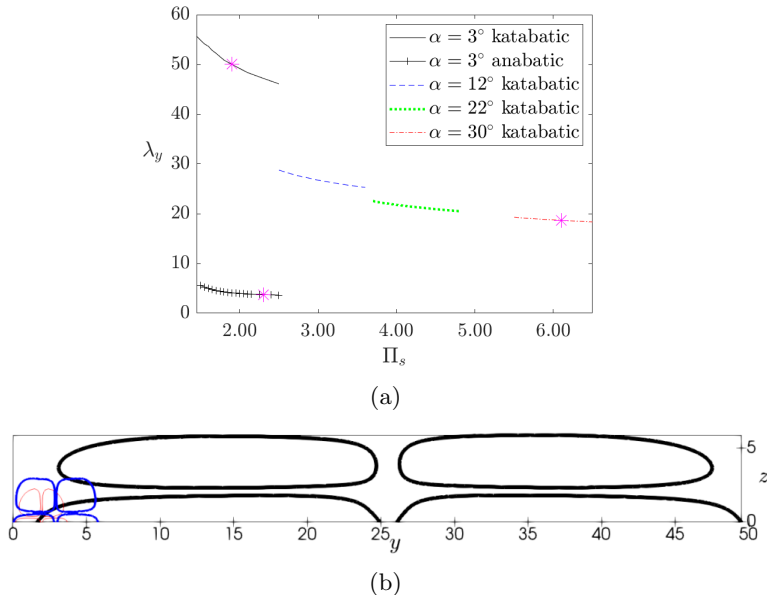 60
50
40
30
20
10
0
λy
2.00 3.00 4.00 5.00 6.00
Πs
α = 3° katabatic
α = 3° anabatic
α = 12° katabatic
α = 22° katabatic
α = 30° katabatic
(a)
5
z
0
0 5 10 15 20 25 30 35 40 45 50
y
(b)